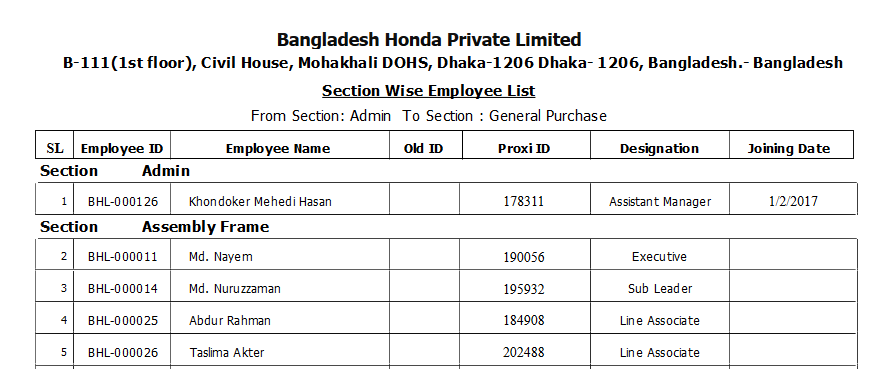 Bangladesh Honda Private Limited
B-111(1st floor), Civil House, Mohakhali DOHS, Dhaka-1206 Dhaka- 1206, Bangladesh.- Bangladesh
Section Wise Employee List
From Section: Admin To Section : General Purchase
SL Employee ID Employee Name Old ID Proxi ID Designation Joining Date
Section Admin
1 BHL-000126 Khondoker Mehedi Hasan 178311 Assistant Manager 1/2/2017
Section Assembly Frame
2 BHL-000011 Md. Nayem 190056 Executive
3 BHL-000014 Md. Nuruzzaman 195932 Sub Leader
4 BHL-000025 Abdur Rahman 184908 Line Associate
5 BHL-000026 Taslima Akter 202488 Line Associate